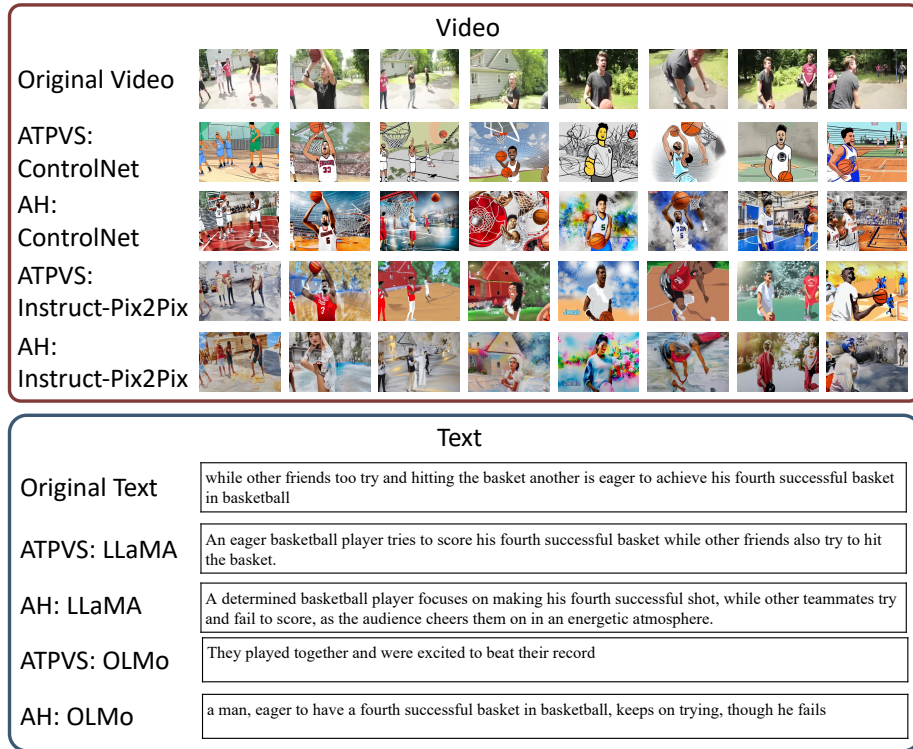 Video
Original Video
ATPVS:
ControlNet
33
AH:
ControlNet
5
5
ATPVS:
Instruct-Pix2Pix
7
AH:
Instruct-Pix2Pix
Text
Original Text
while other friends too try and hitting the basket another is eager to achieve his fourth successful basket
in basketball
ATPVS: LLaMA
An eager basketball player tries to score his fourth successful basket while other friends also try to hit
the basket.
AH: LLaMA
A determined basketball player focuses on making his fourth successful shot, while other teammates try
and fail to score, as the audience cheers them on in an energetic atmosphere.
ATPVS: OLMo
They played together and were excited to beat their record
AH: OLMo
a man, eager to have a fourth successful basket in basketball, keeps on trying, though he fails